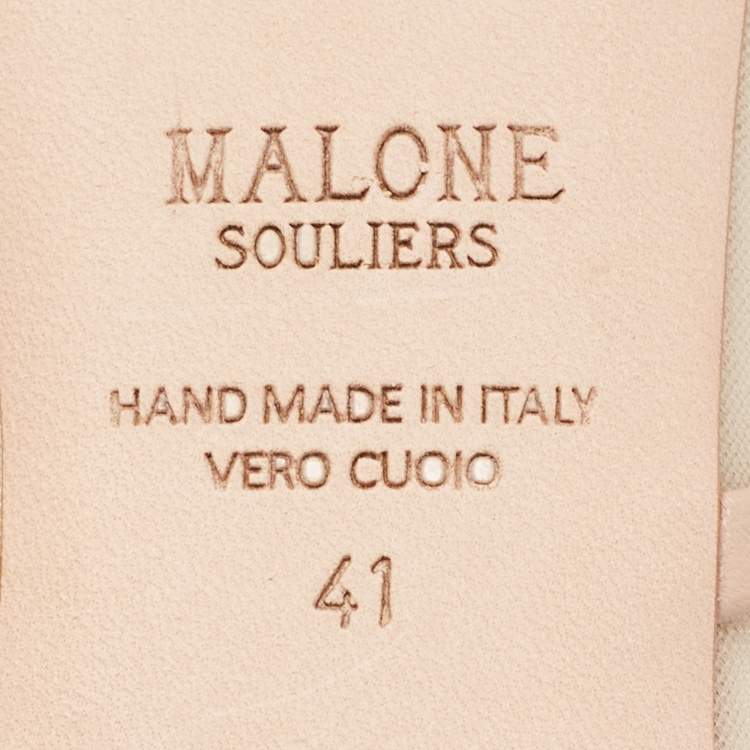 MALONE
SOULIERS
HAND MADE IN ITALY
VERO CUOIO
41